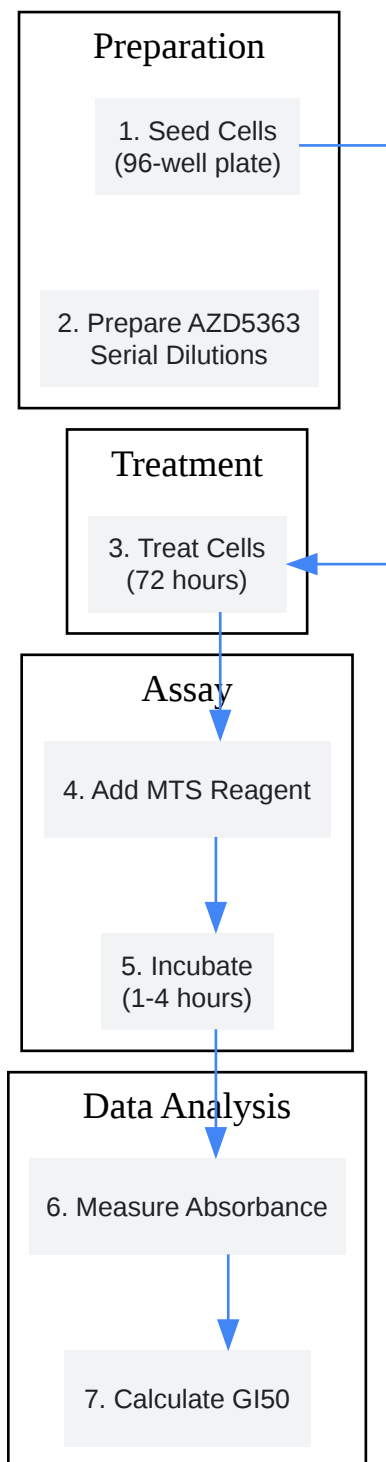 Preparation
1. Seed Cells
(96-well plate)
2. Prepare AZD5363
Serial Dilutions
Treatment
3. Treat Cells
(72 hours)
Assay
4. Add MTS Reagent
5. Incubate
(1-4 hours)
Data Analysis
6. Measure Absorbance
7. Calculate GI50